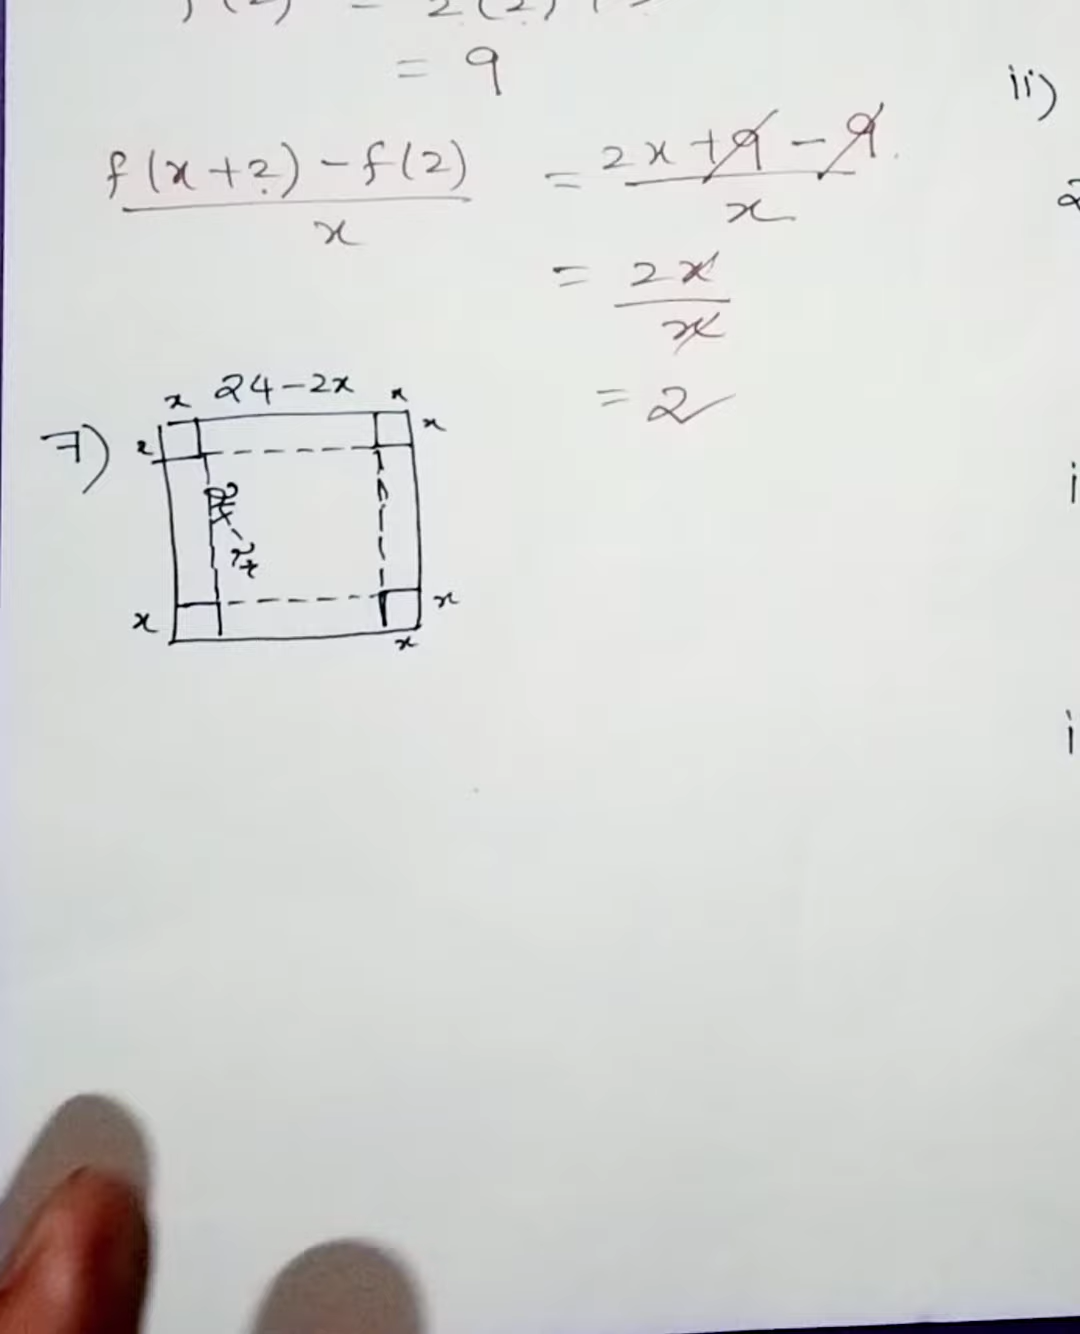 = 9
f(x+2) - f(2) / x = 2x + 9 - 9 / x
= 2x / x
= 2
ii)
7)
x 24-2x x
x x
x x
x
i
i